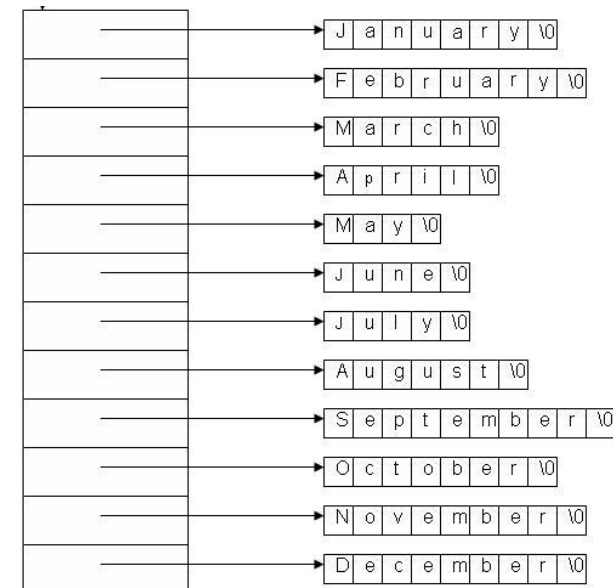 January\0
February\0
March\0
April\0
May\0
June\0
July\0
August\0
September\0
October\0
November\0
December\0